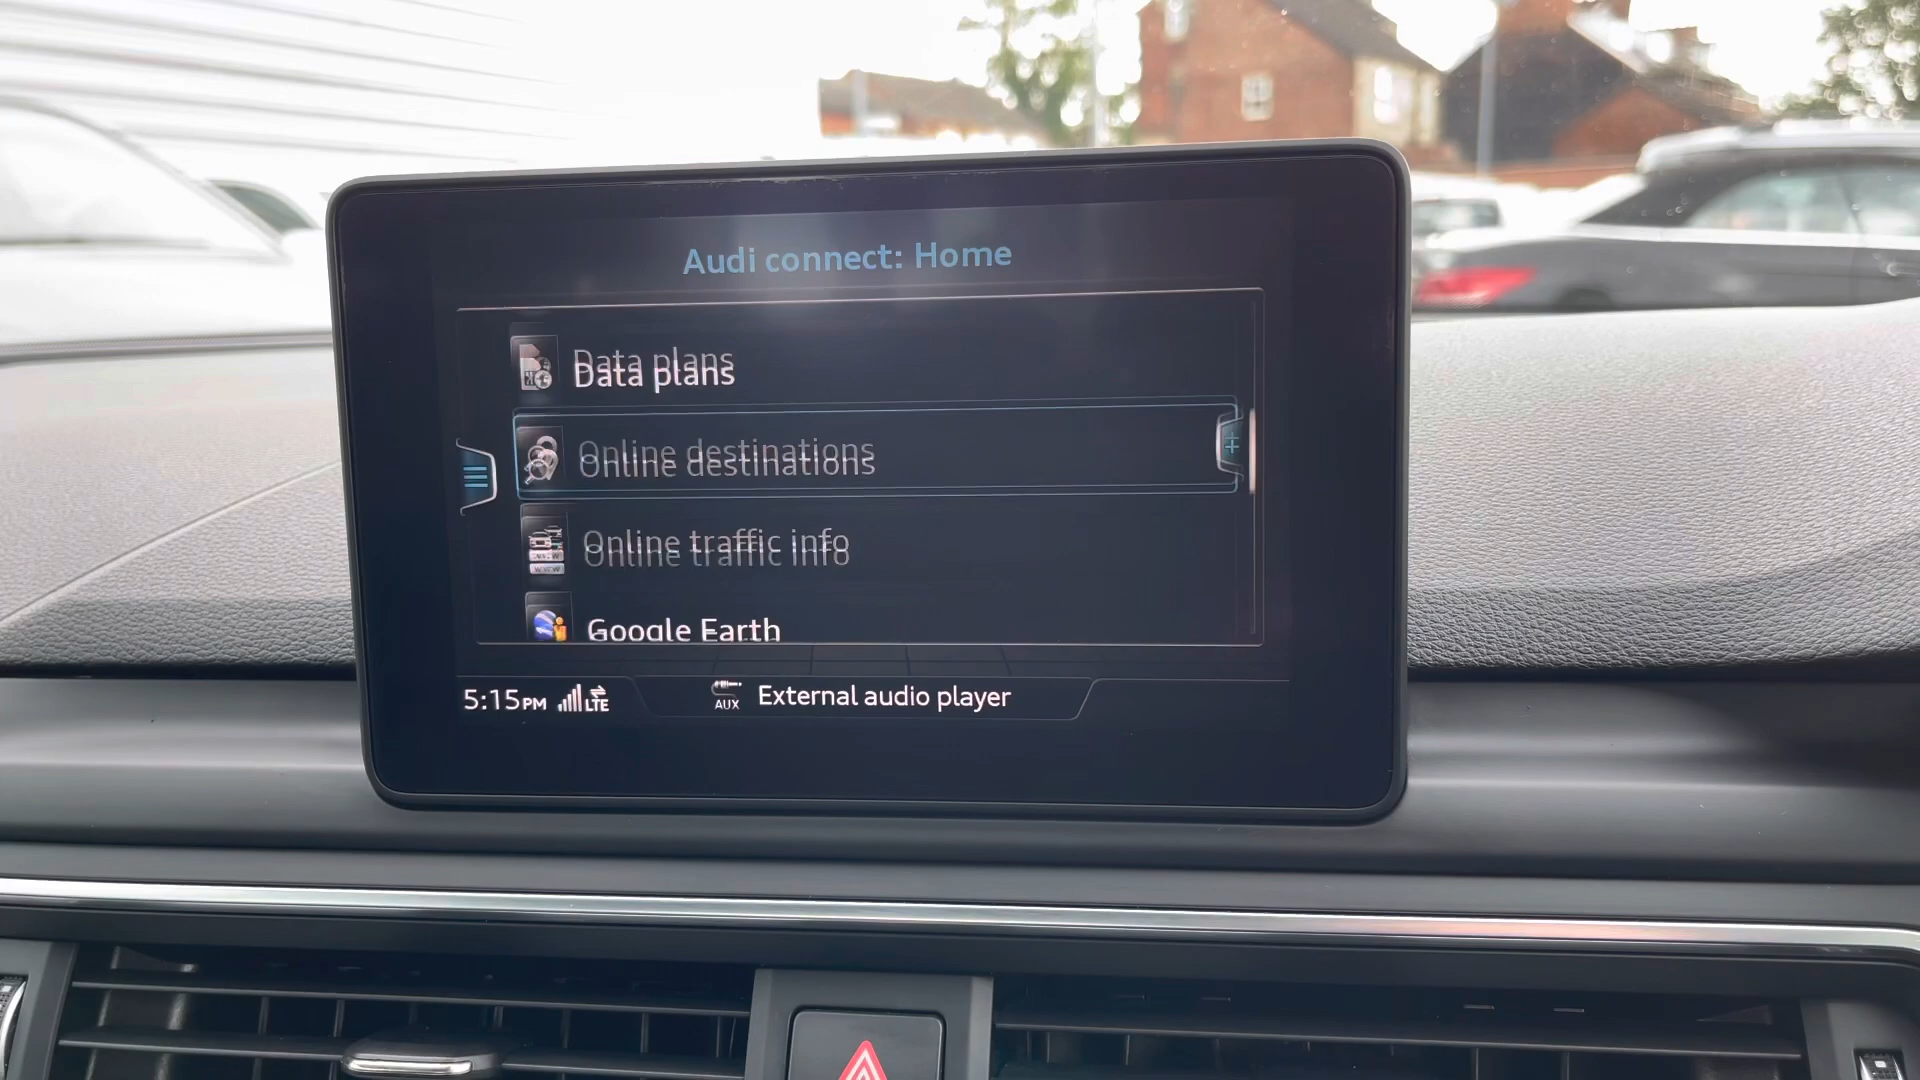 Audi connect: Home
Data plans
Online destinations
Online traffic info
Google Earth
5:15PM LTE
AUX External audio player